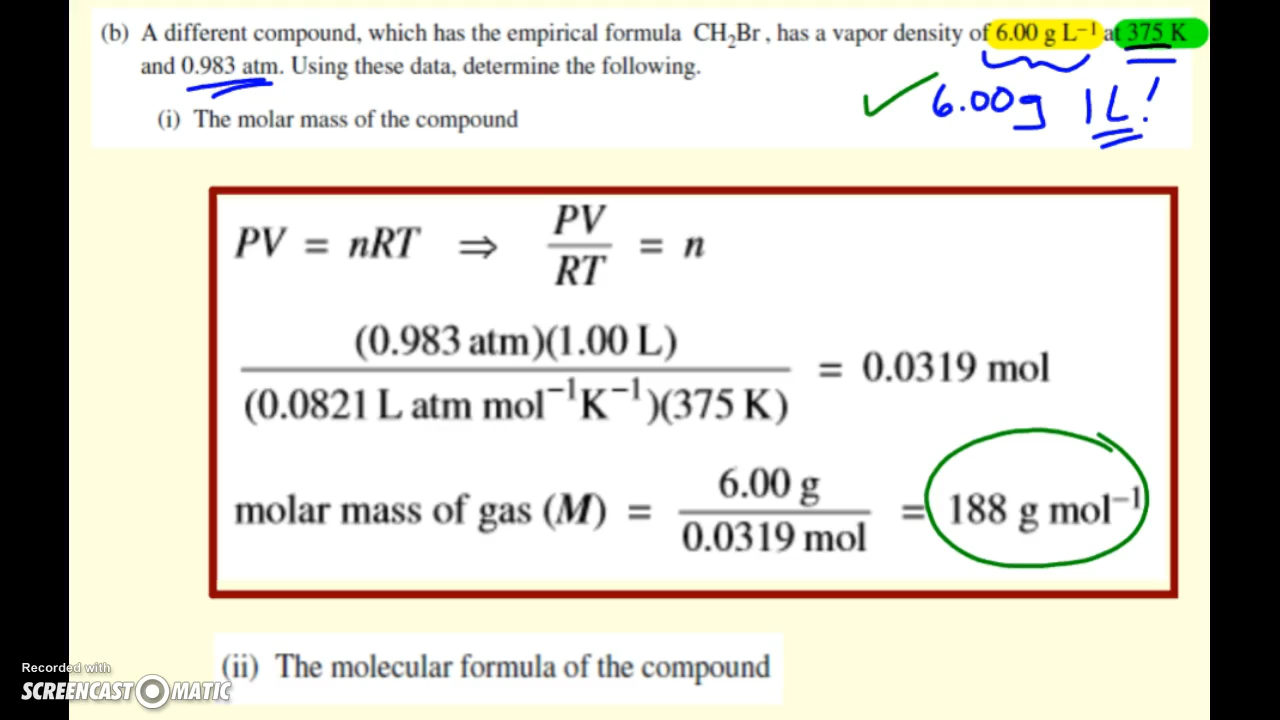 (b) A different compound, which has the empirical formula CH₂Br, has a vapor density of 6.00 g L⁻¹ at 375 K
and 0.983 atm. Using these data, determine the following.
6.00g 1L!
(i) The molar mass of the compound
PV = nRT ⇒ PV/RT = n
(0.983 atm)(1.00 L)/(0.0821 L atm mol⁻¹K⁻¹)(375 K) = 0.0319 mol
molar mass of gas (M) = 6.00 g/0.0319 mol = 188 g mol⁻¹
(ii) The molecular formula of the compound
Recorded with
SCREENCAST-O-MATIC